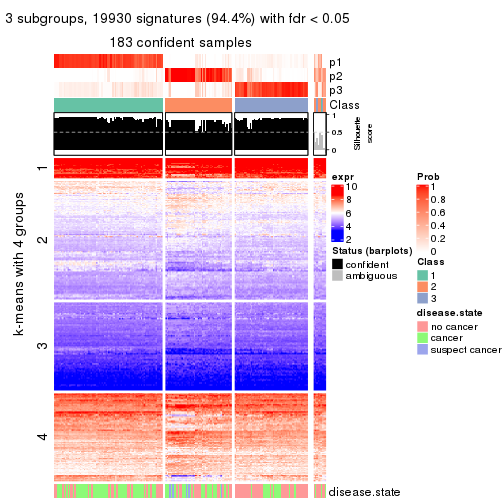 3 subgroups, 19930 signatures (94.4%) with fdr < 0.05
183 confident samples
p1
p2
p3
Class
1
0.5
0
Silhouette
score
k-means with 4 groups
1
2
3
4
disease.state
expr
10
8
6
4
2
Status (barplots)
confident
ambiguous
Prob
1
0.8
0.6
0.4
0.2
0
Class
1
2
3
disease.state
no cancer
cancer
suspect cancer